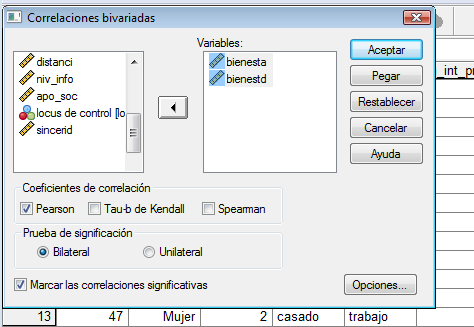 Correlaciones bivariadas
Variables:
distanci
niv_info
apo_soc
locus de control [lo
sincerid
bienesta
bienestd
Aceptar
Pegar
Restablecer
Cancelar
Ayuda
_int_pr
Coeficientes de correlación
Pearson
Tau-b de Kendall
Spearman
Prueba de significación
Bilateral
Unilateral
Marcar las correlaciones significativas
Opciones...
13 47 Mujer 2 casado trabajo